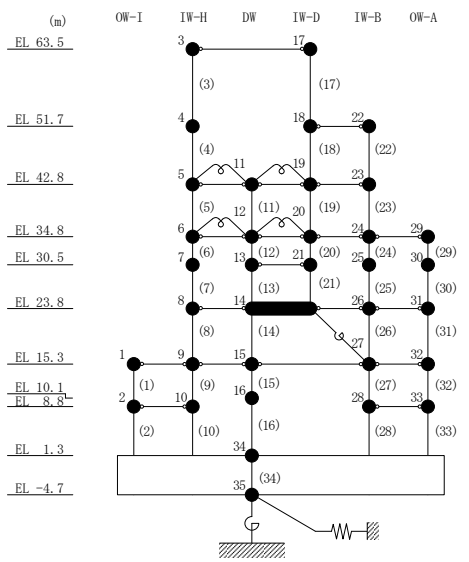 (m) OW-I IW-H DW IW-D IW-B OW-A
EL 63.5 3 17
(3) (17)
EL 51.7 4 18 22
(4) (18) (22)
11 19
EL 42.8 5 23
(5) (11) (19) (23)
12 20
EL 34.8 6 24 29
(6) (12) (20) (24) (29)
EL 30.5 7 13 21 25 30
(7) (13) (21) (25) (30)
EL 23.8 8 14 26 31
(8) (14) (26) (31)
27
EL 15.3 1 9 15 32
(1) (9) (15) (27) (32)
EL 10.1 16
EL 8.8 2 10 28 33
(2) (10) (16) (28) (33)
EL 1.3 34
(34)
EL -4.7 35